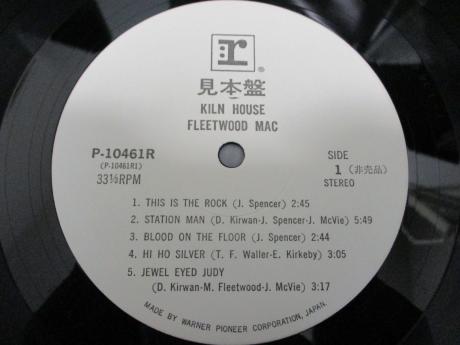 :r
®
見本盤
KILN HOUSE
FLEETWOOD MAC
P-10461R
(P-10461R1)
33⅓RPM
SIDE
1 (非売品)
STEREO
1. THIS IS THE ROCK (J. Spencer) 2:45
2. STATION MAN (D. Kirwan-J. Spencer-J. McVie) 5:49
3. BLOOD ON THE FLOOR (J. Spencer) 2:44
4. HI HO SILVER (T. F. Waller-E. Kirkeby) 3:05
5. JEWEL EYED JUDY
(D. Kirwan-M. Fleetwood-J. McVie) 3:17
MADE BY WARNER PIONEER CORPORATION, JAPAN.